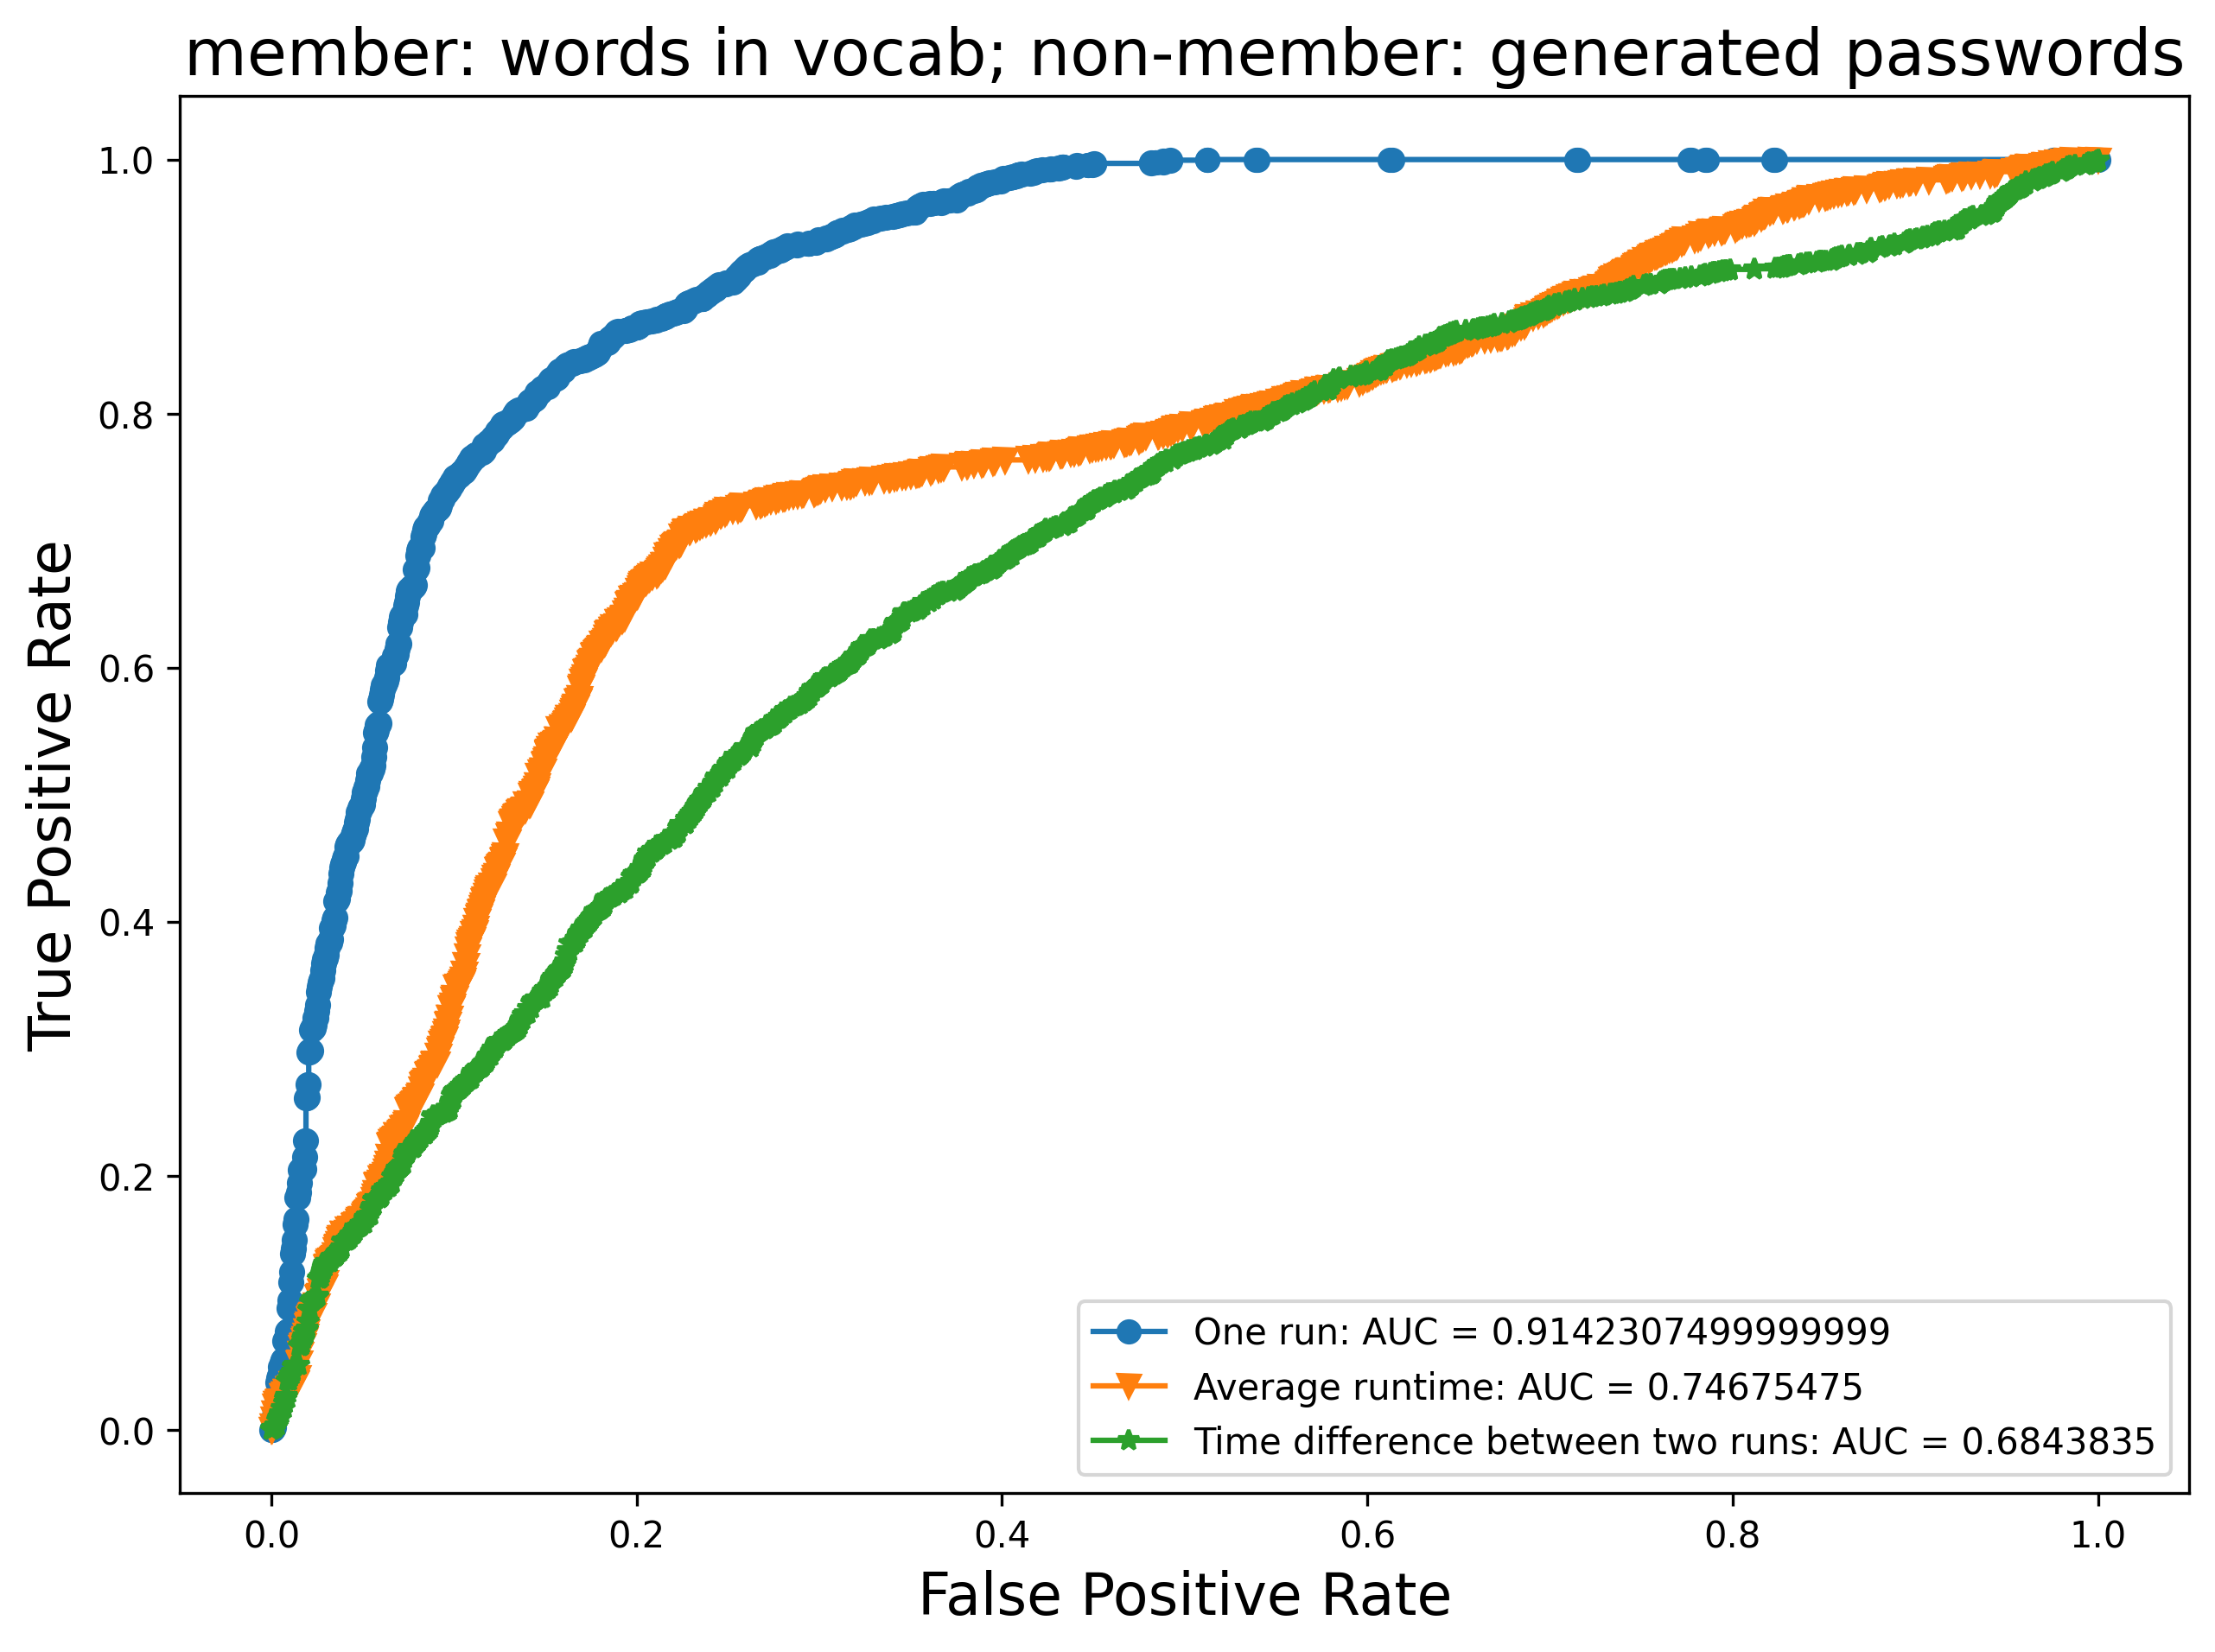 member: words in vocab; non-member: generated passwords
1.0
0.8
0.6
0.4
0.2
0.0
True Positive Rate
One run: AUC = 0.9142307499999999
Average runtime: AUC = 0.74675475
Time difference between two runs: AUC = 0.6843835
0.0 0.2 0.4 0.6 0.8 1.0
False Positive Rate